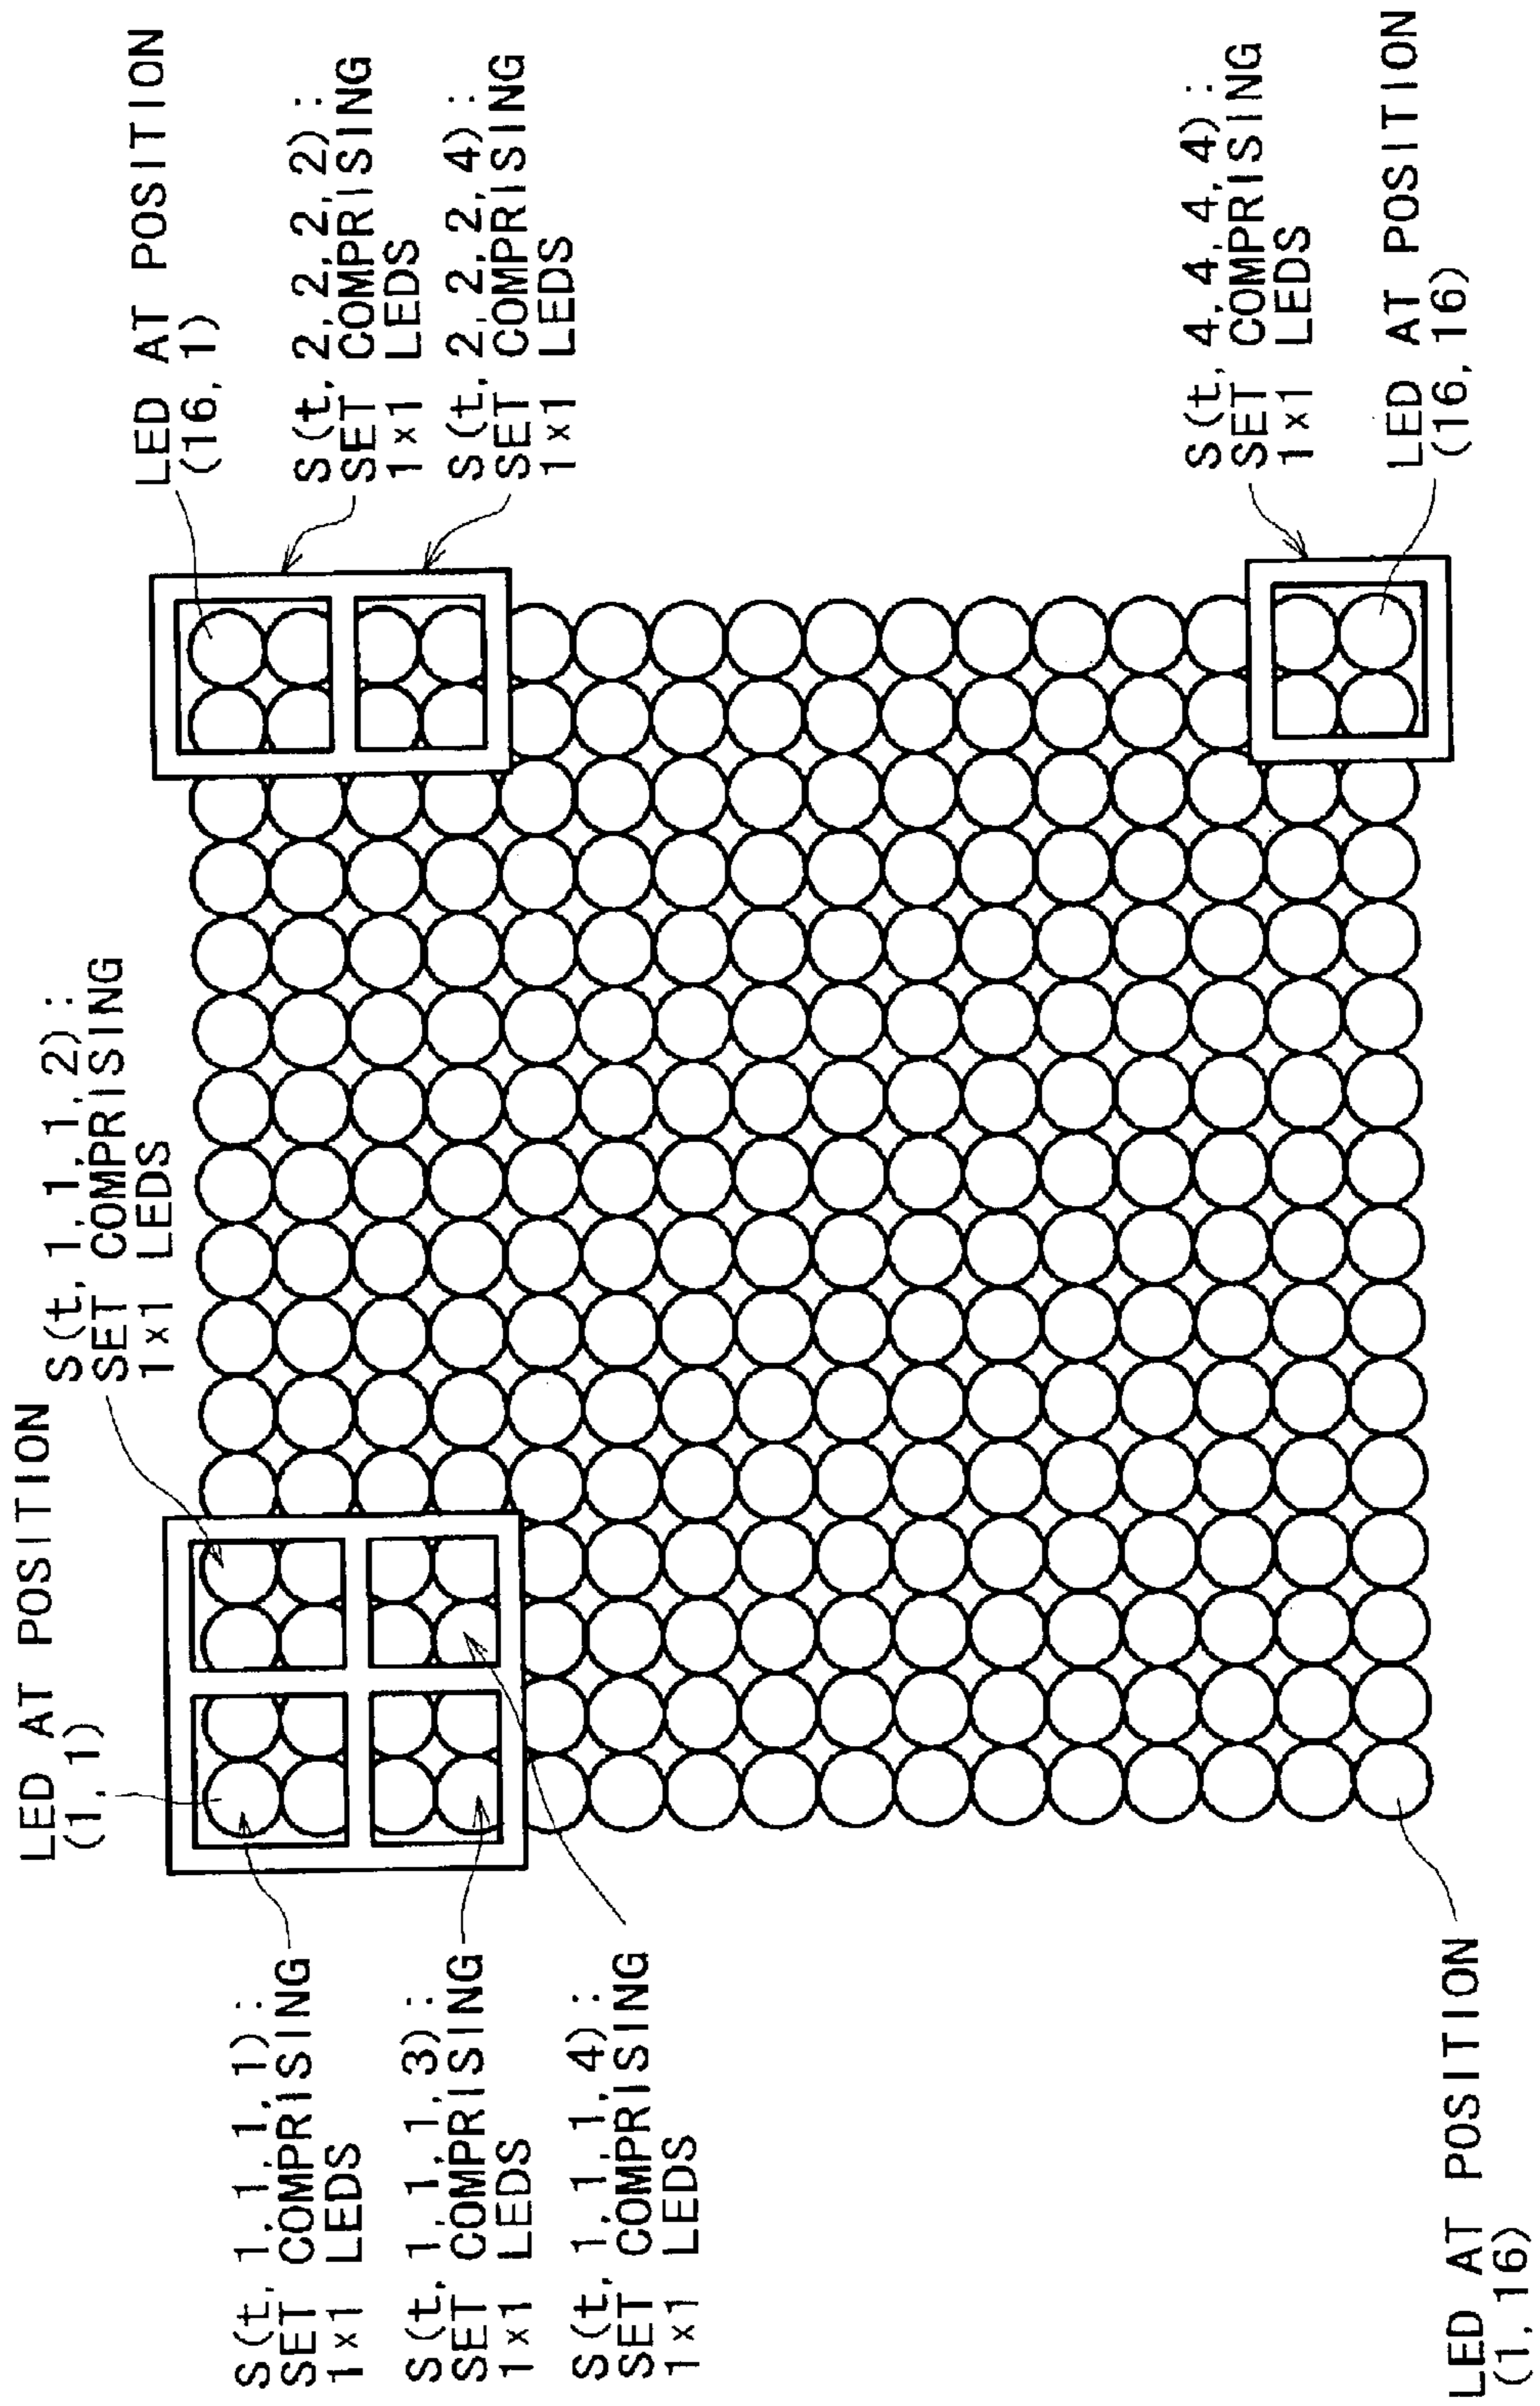 LED AT POSITION
(1, 1)
S(t, 1, 1, 1, 2):
SET COMPRISING
1×1 LEDS
LED AT POSITION
(16, 1)
S(t, 2, 2, 2, 2):
SET COMPRISING
1×1 LEDS
S(t, 2, 2, 2, 4):
SET COMPRISING
1×1 LEDS
S(t, 1, 1, 1, 1):
SET COMPRISING
1×1 LEDS
S(t, 1, 1, 1, 3):
SET COMPRISING
1×1 LEDS
S(t, 1, 1, 1, 4):
SET COMPRISING
1×1 LEDS
S(t, 4, 4, 4, 4):
SET COMPRISING
1×1 LEDS
LED AT POSITION
(16, 16)
LED AT POSITION
(1, 16)